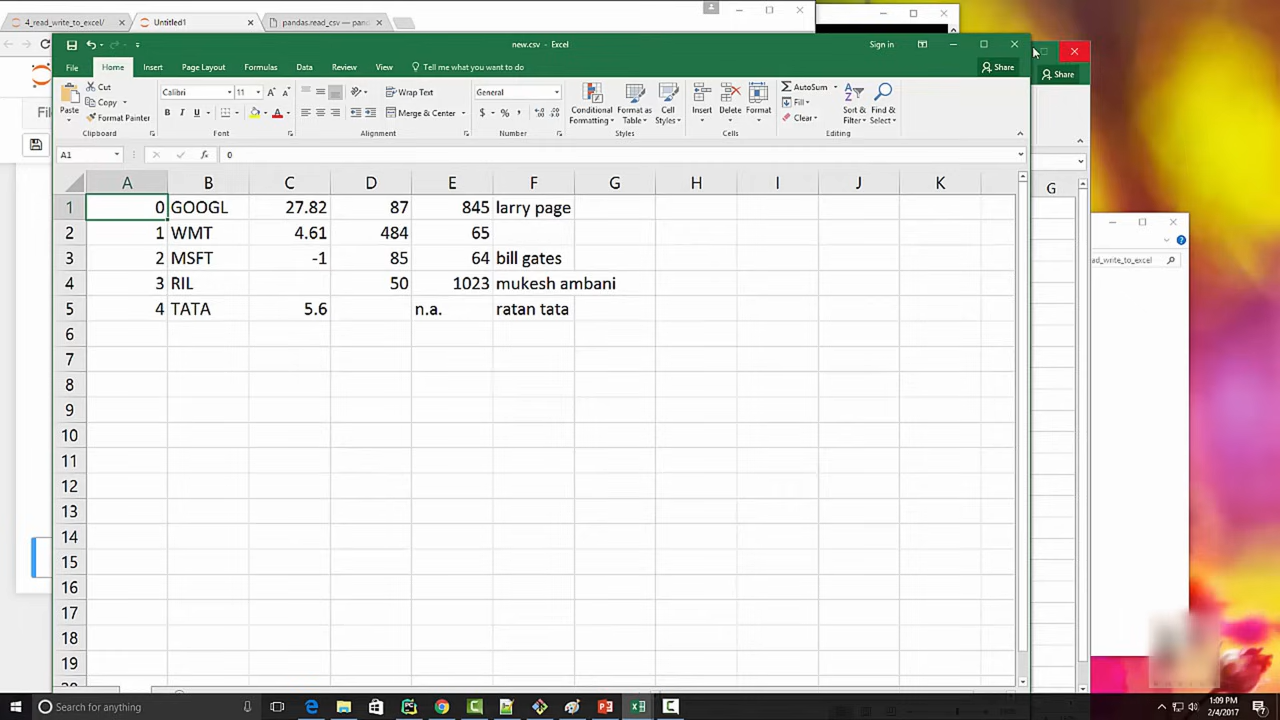 4_read_write_to_excel/
Untitled1
pandas.read_csv — pand
new.csv - Excel
Sign in
File
Home
Insert
Page Layout
Formulas
Data
Review
View
Tell me what you want to do
Share
Share
Paste
Cut
Copy
Format Painter
Clipboard
Calibri
11
B I U
Font
Wrap Text
Merge & Center
Alignment
General
$ % ,
Number
Conditional Formatting
Format as Table
Cell Styles
Styles
Insert
Delete
Format
Cells
AutoSum
Fill
Clear
Sort & Filter
Find & Select
Editing
A1
fx
0
A B C D E F G H I J K
G
1 0 GOOGL 27.82 87 845 larry page
2 1 WMT 4.61 484 65
3 2 MSFT -1 85 64 bill gates
4 3 RIL 50 1023 mukesh ambani
5 4 TATA 5.6 n.a. ratan tata
6
7
8
9
10
11
12
13
14
15
16
17
18
19
ad_write_to_excel
Search for anything
1:09 PM
2/4/2017